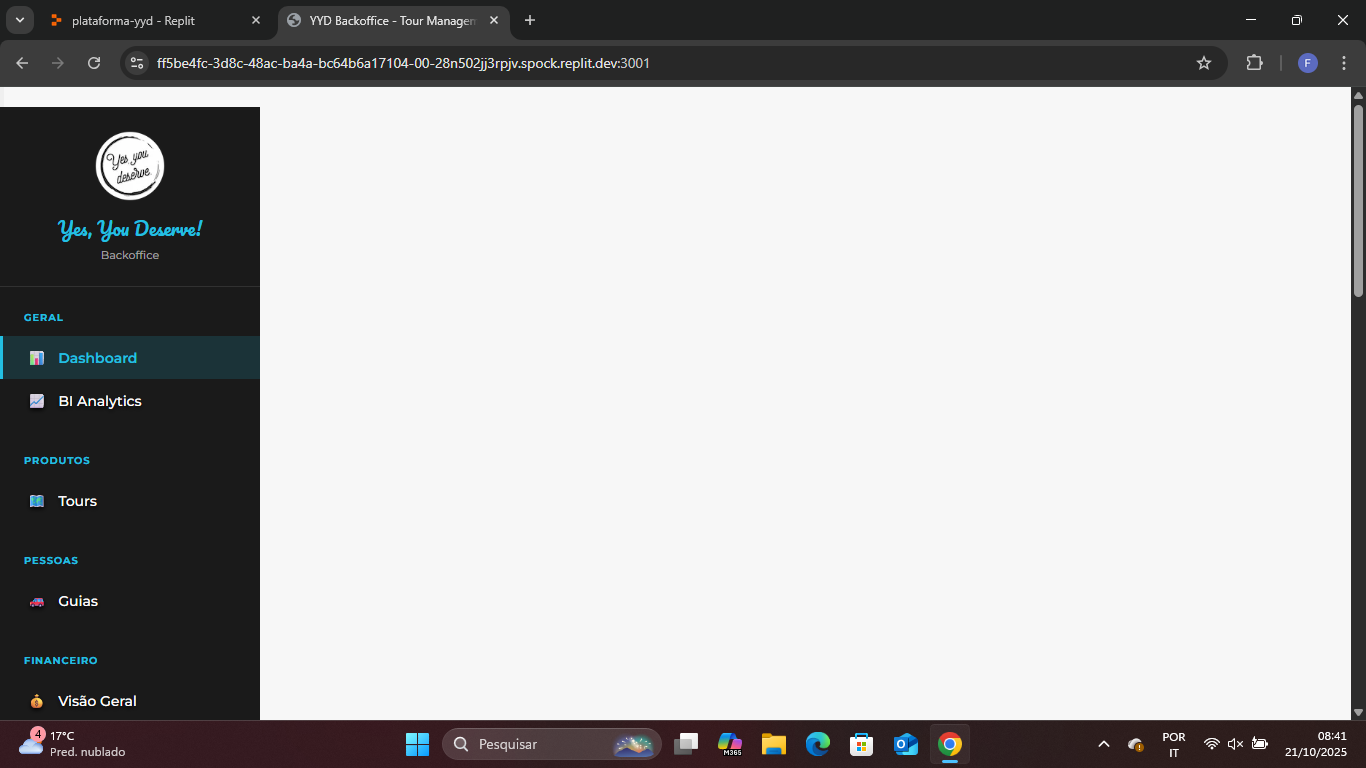 plataforma-yyd - Replit
YYD Backoffice - Tour Managem
ff5be4fc-3d8c-48ac-ba4a-bc64b6a17104-00-28n502jj3rpjv.spock.replit.dev:3001
F
Yes you
deserve
Yes, You Deserve!
Backoffice
GERAL
Dashboard
BI Analytics
PRODUTOS
Tours
PESSOAS
Guias
FINANCEIRO
Visão Geral
4
17°C
Pred. nublado
Pesquisar
M365
POR
IT
08:41
21/10/2025